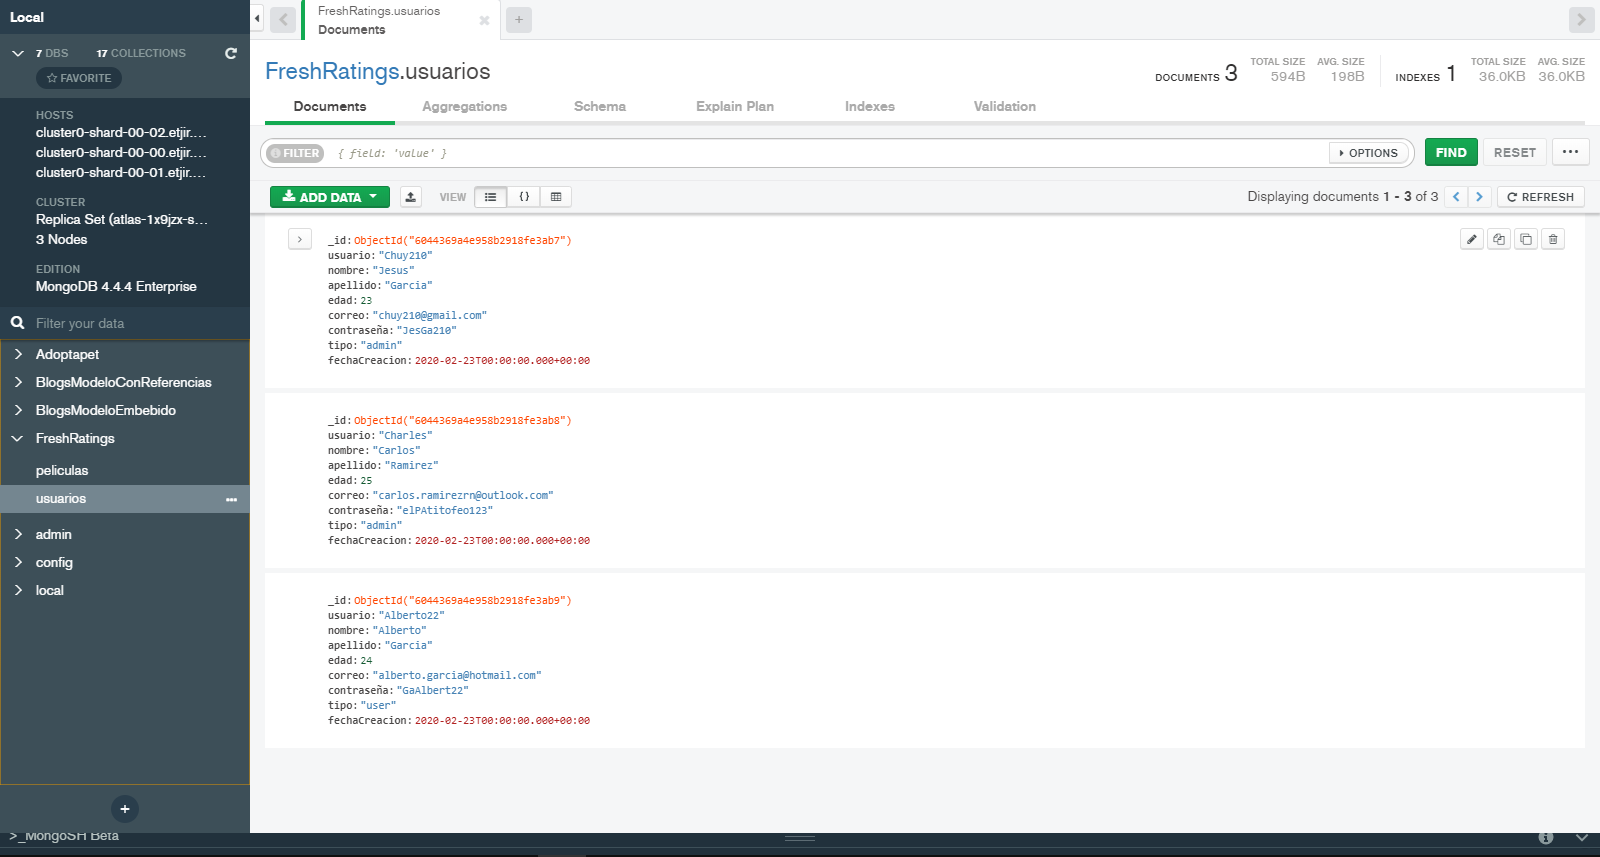 Local
7 DBS 17 COLLECTIONS
FAVORITE
HOSTS
cluster0-shard-00-02.etjir....
cluster0-shard-00-00.etjir....
cluster0-shard-00-01.etjir....
CLUSTER
Replica Set (atlas-1x9jzx-s...
3 Nodes
EDITION
MongoDB 4.4.4 Enterprise
Filter your data
Adoptapet
BlogsModeloConReferencias
BlogsModeloEmbebido
FreshRatings
peliculas
usuarios
admin
config
local
>_MongoSH Beta
FreshRatings.usuarios
Documents
FreshRatings.usuarios
DOCUMENTS 3
TOTAL SIZE 594B
AVG. SIZE 198B
INDEXES 1
TOTAL SIZE 36.0KB
AVG. SIZE 36.0KB
Documents Aggregations Schema Explain Plan Indexes Validation
FILTER { field: 'value' } OPTIONS FIND RESET ...
ADD DATA VIEW {} Displaying documents 1 - 3 of 3 REFRESH
_id: ObjectId("6044369a4e958b2918fe3ab7")
usuario: "Chuy210"
nombre: "Jesus"
apellido: "Garcia"
edad: 23
correo: "chuy210@gmail.com"
contraseña: "JesGa210"
tipo: "admin"
fechaCreacion: 2020-02-23T00:00:00.000+00:00
_id: ObjectId("6044369a4e958b2918fe3ab8")
usuario: "Charles"
nombre: "Carlos"
apellido: "Ramirez"
edad: 25
correo: "carlos.ramirezrn@outlook.com"
contraseña: "elPAtitofeo123"
tipo: "admin"
fechaCreacion: 2020-02-23T00:00:00.000+00:00
_id: ObjectId("6044369a4e958b2918fe3ab9")
usuario: "Alberto22"
nombre: "Alberto"
apellido: "Garcia"
edad: 24
correo: "alberto.garcia@hotmail.com"
contraseña: "GaAlbert22"
tipo: "user"
fechaCreacion: 2020-02-23T00:00:00.000+00:00